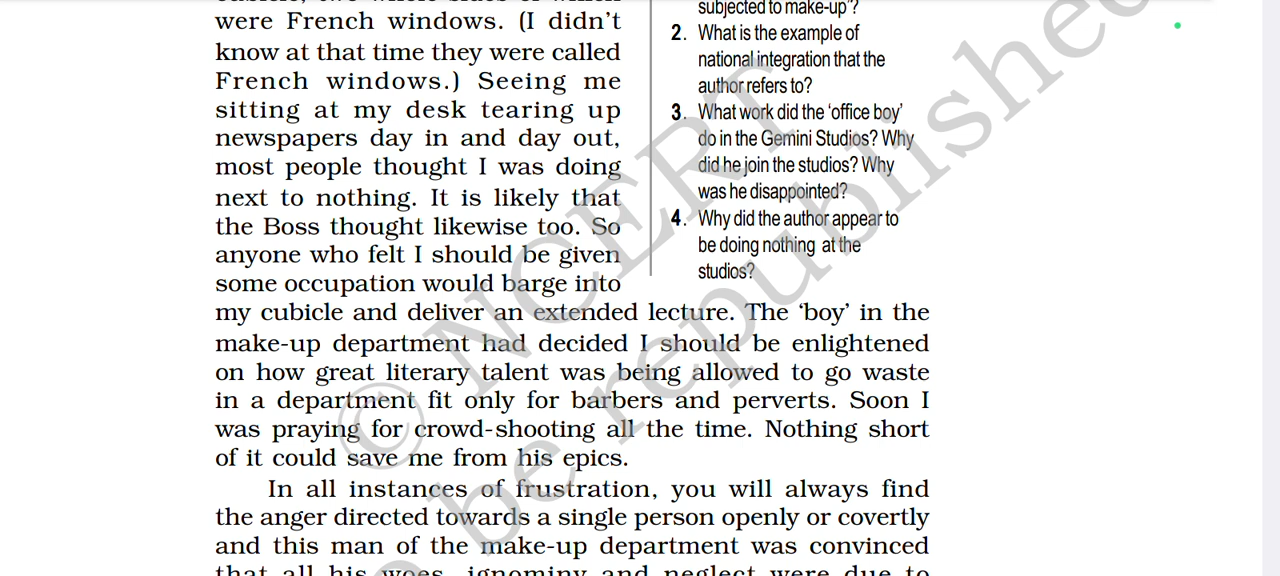 were French windows. (I didn't
know at that time they were called
French windows.) Seeing me
sitting at my desk tearing up
newspapers day in and day out,
most people thought I was doing
next to nothing. It is likely that
the Boss thought likewise too. So
anyone who felt I should be given
some occupation would barge into
my cubicle and deliver an extended lecture. The ‘boy’ in the
make-up department had decided I should be enlightened
on how great literary talent was being allowed to go waste
in a department fit only for barbers and perverts. Soon I
was praying for crowd-shooting all the time. Nothing short
of it could save me from his epics.
In all instances of frustration, you will always find
the anger directed towards a single person openly or covertly
and this man of the make-up department was convinced
that all his woes, ignominy and neglect were due to
subjected to make-up’?
2. What is the example of
national integration that the
author refers to?
3. What work did the ‘office boy’
do in the Gemini Studios? Why
did he join the studios? Why
was he disappointed?
4. Why did the author appear to
be doing nothing at the
studios?
© NCERT
be republished